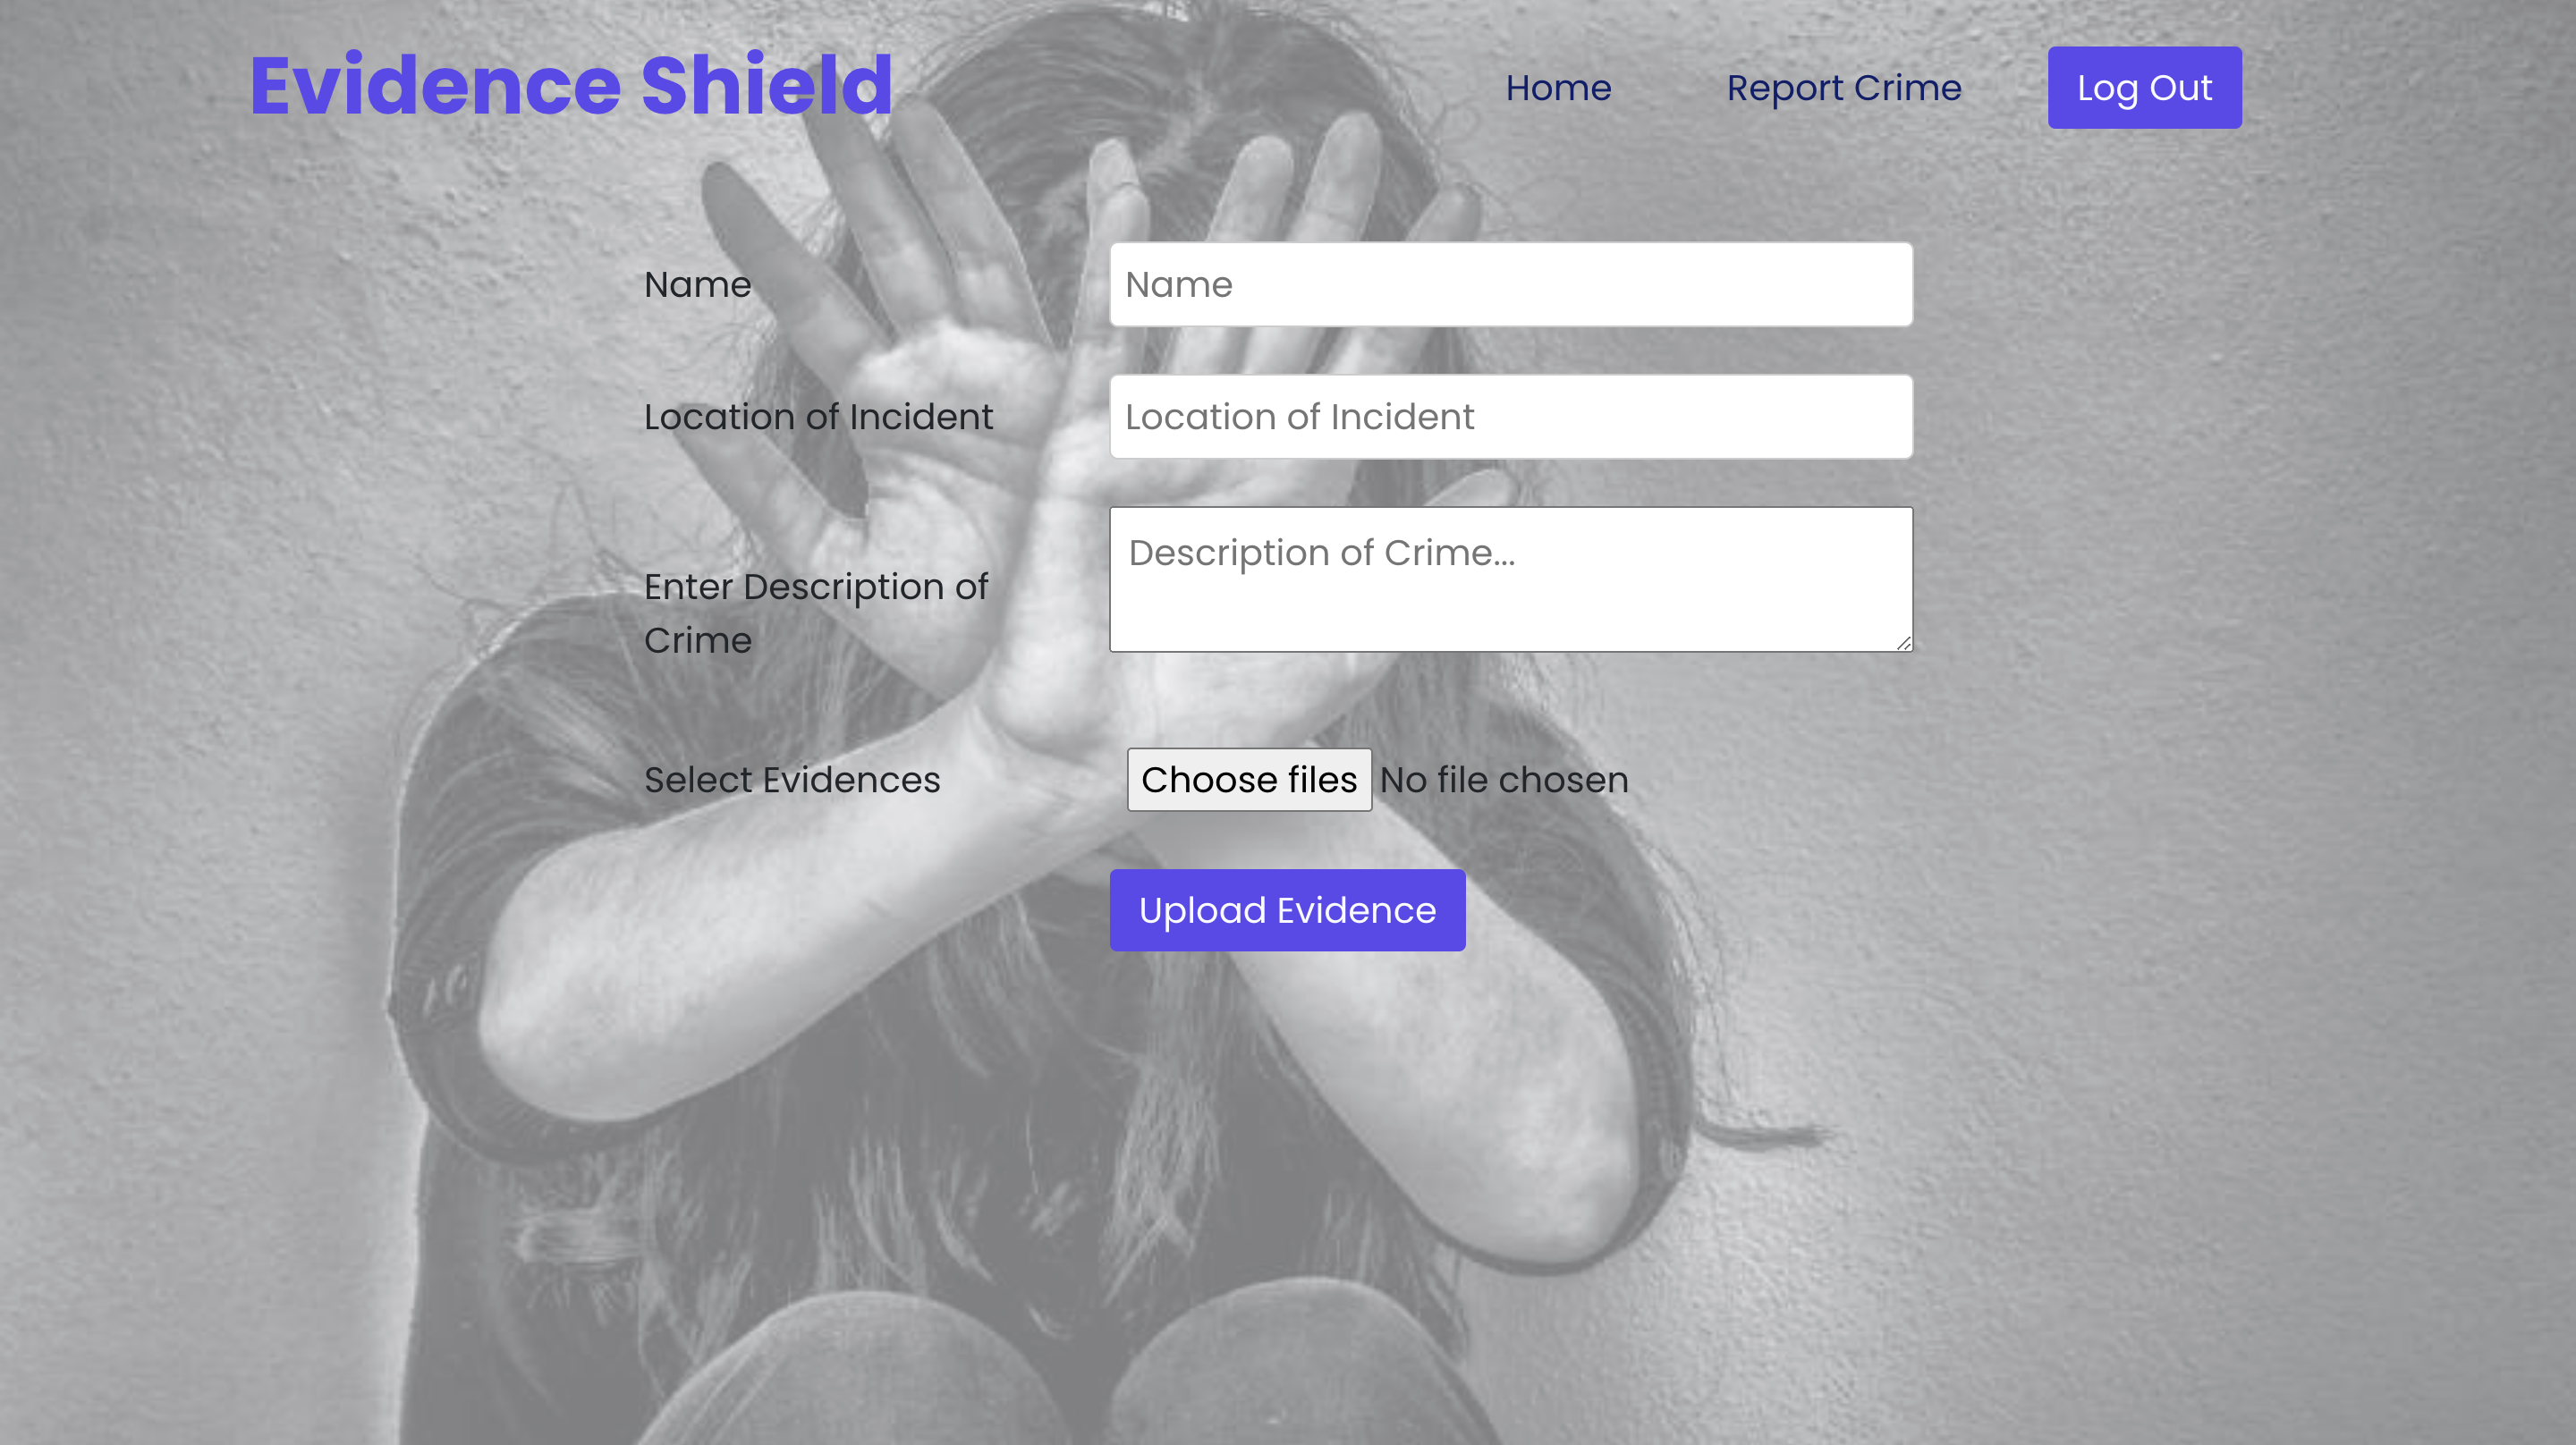 Evidence Shield
Home
Report Crime
Log Out
Name
Name
Location of Incident
Location of Incident
Enter Description of
Crime
Description of Crime...
Select Evidences
Choose files No file chosen
Upload Evidence